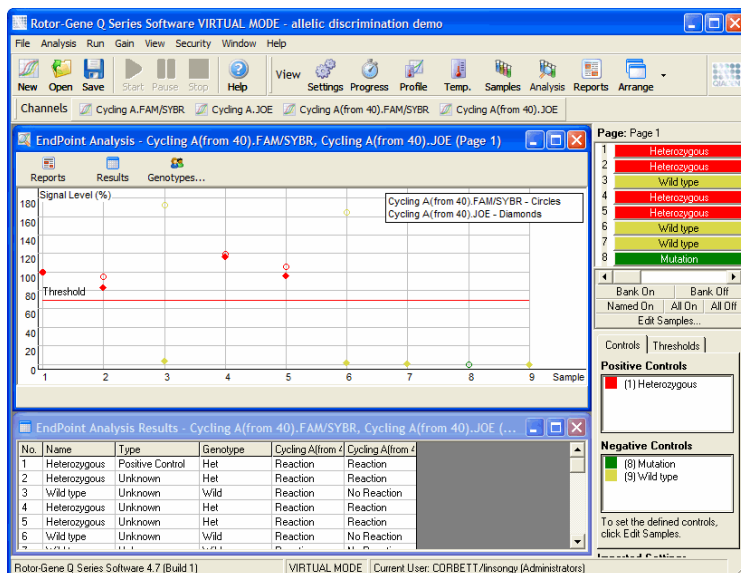 Rotor-Gene Q Series Software VIRTUAL MODE - allelic discrimination demo
File Analysis Run Gain View Security Window Help
New Open Save Start Pause Stop Help View Settings Progress Profile Temp. Samples Analysis Reports Arrange
Channels Cycling A.FAM/SYBR Cycling A.JOE Cycling A(from 40).FAM/SYBR Cycling A(from 40).JOE
EndPoint Analysis - Cycling A(from 40).FAM/SYBR, Cycling A(from 40).JOE (Page 1)
Reports Results Genotypes...
Signal Level (%)
Cycling A(from 40).FAM/SYBR - Circles
Cycling A(from 40).JOE - Diamonds
180
160
140
120
100
Threshold
80
60
40
20
0
1 2 3 4 5 6 7 8 9 Sample
Page: Page 1
1 Heterozygous
2 Heterozygous
3 Wild type
4 Heterozygous
5 Heterozygous
6 Wild type
7 Wild type
8 Mutation
Bank On Bank Off
Named On All On All Off
Edit Samples...
Controls Thresholds
Positive Controls
(1) Heterozygous
Negative Controls
(8) Mutation
(9) Wild type
To set the defined controls,
click Edit Samples.
Imported Settings
EndPoint Analysis Results - Cycling A(from 40).FAM/SYBR, Cycling A(from 40).JOE (...
No. Name Type Genotype Cycling A(from 4 Cycling A(from 4
1 Heterozygous Positive Control Het Reaction Reaction
2 Heterozygous Unknown Het Reaction Reaction
3 Wild type Unknown Wild Reaction No Reaction
4 Heterozygous Unknown Het Reaction Reaction
5 Heterozygous Unknown Het Reaction Reaction
6 Wild type Unknown Wild Reaction No Reaction
Rotor-Gene Q Series Software 4.7 (Build 1) VIRTUAL MODE Current User: CORBETT/linsongy (Administrators)